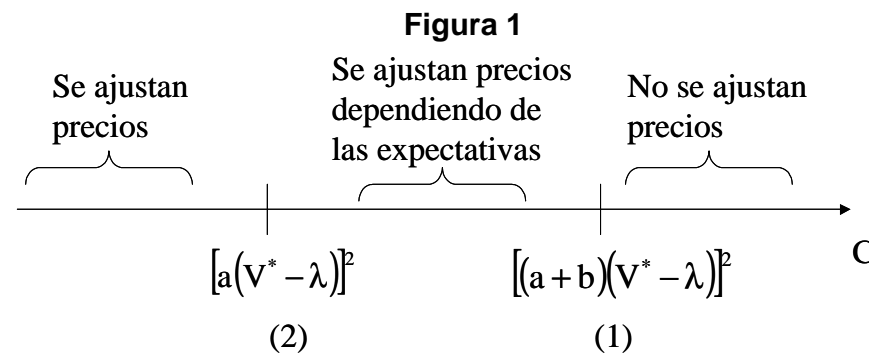 Figura 1
Se ajustan
precios
Se ajustan precios
dependiendo de
las expectativas
No se ajustan
precios
[a(V* − λ)]²
[(a + b)(V* − λ)]²
C
(2)
(1)